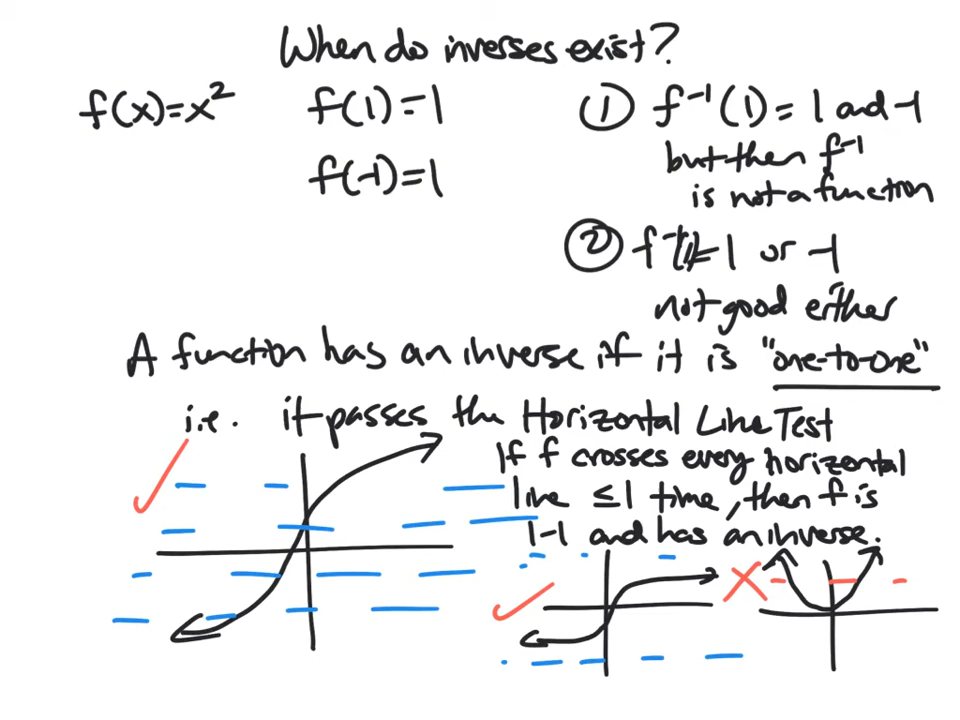 When do inverses exist?
f(x)=x² f(1)=1 ① f⁻¹(1)= 1 and -1
f(-1)=1 but then f⁻¹
is not a function
② f⁻¹(1)=1 or -1
not good either
A function has an inverse if it is "one-to-one"
i.e. it passes the Horizontal Line Test
If f crosses every horizontal
line ≤1 time, then f is
1-1 and has an inverse.